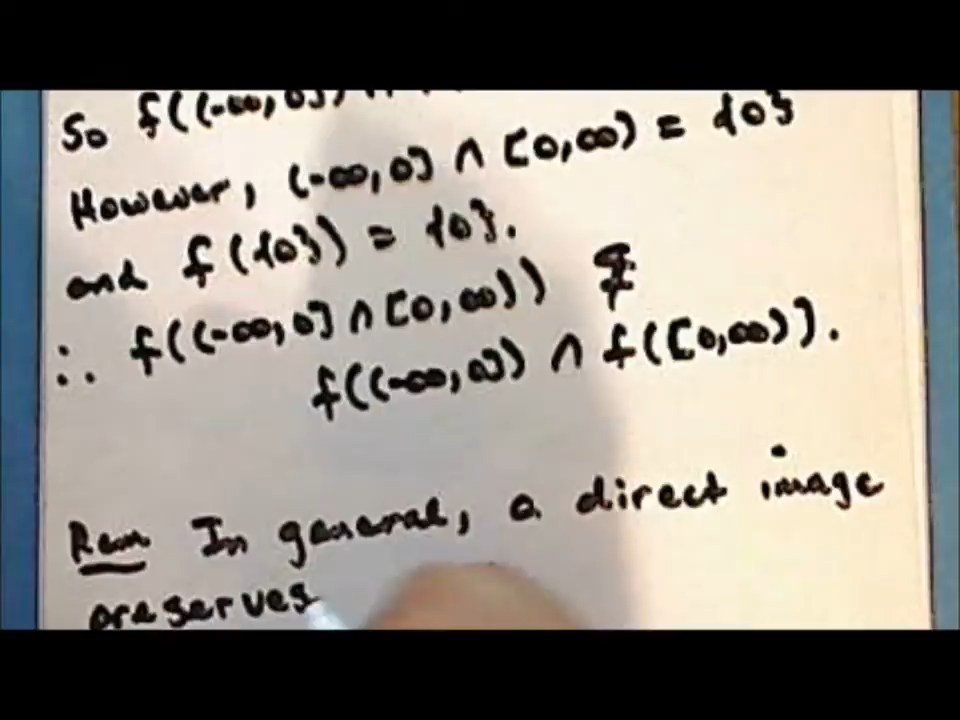 So f((-∞,0]) ∩
However, (-∞,0] ∩ [0,∞) = {0}
and f({0}) = {0}.
∴ f((-∞,0] ∩ [0,∞)) ⊊
f((-∞,0]) ∩ f([0,∞)).
Rem In general, a direct image
preserves